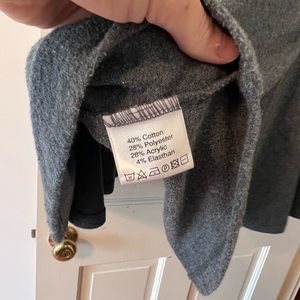 40% Cotton
28% Polyester
28% Acrylic
4% Elasthan